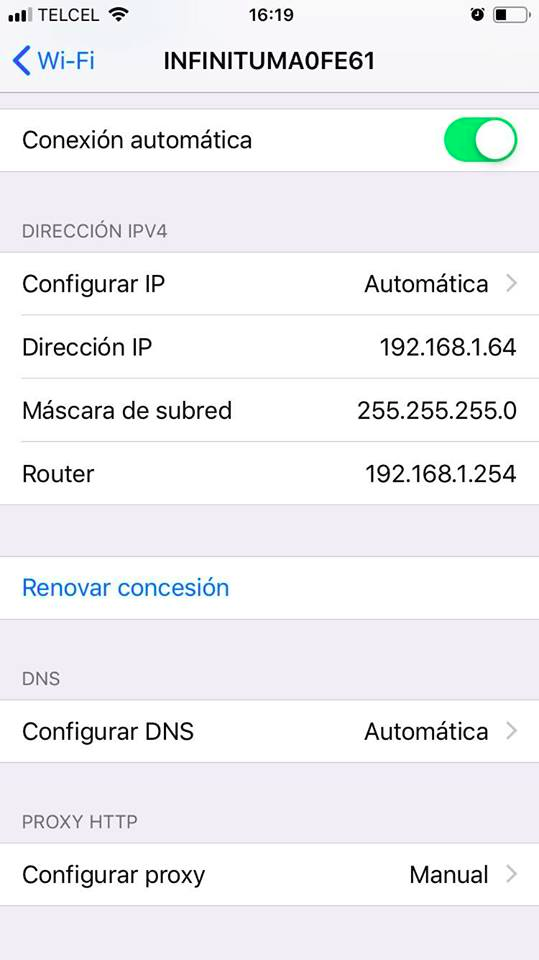 TELCEL 16:19
Wi-Fi INFINITUMA0FE61
Conexión automática
DIRECCIÓN IPV4
Configurar IP Automática
Dirección IP 192.168.1.64
Máscara de subred 255.255.255.0
Router 192.168.1.254
Renovar concesión
DNS
Configurar DNS Automática
PROXY HTTP
Configurar proxy Manual